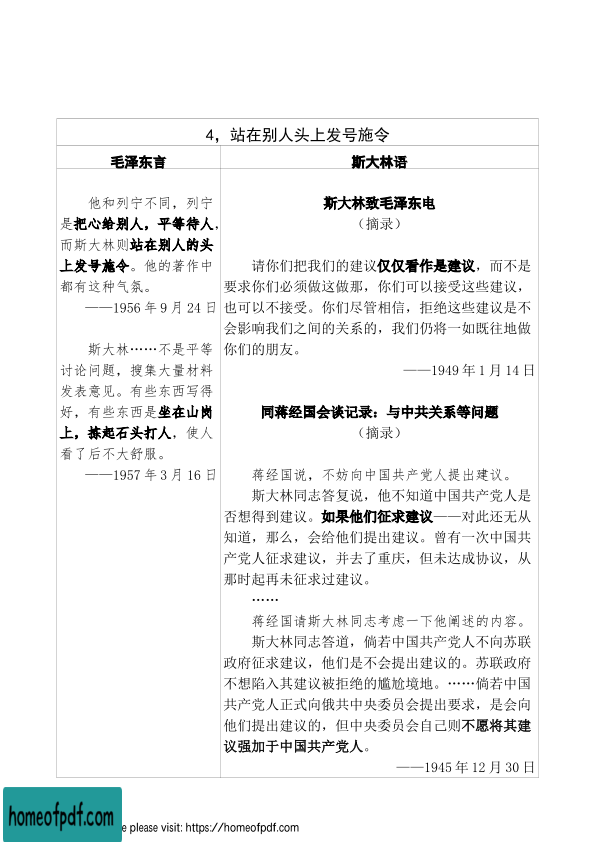 4，站在别人头上发号施令
毛泽东言
斯大林语
他和列宁不同，列宁
是把心给别人，平等待人，
而斯大林则站在别人的头
上发号施令。他的著作中
都有这种气氛。
——1956 年 9 月 24 日
斯大林……不是平等
讨论问题，搜集大量材料
发表意见。有些东西写得
好，有些东西是坐在山岗
上，拣起石头打人，使人
看了后不大舒服。
——1957 年 3 月 16 日
斯大林致毛泽东电
（摘录）
请你们把我们的建议仅仅看作是建议，而不是
要求你们必须做这做那，你们可以接受这些建议，
也可以不接受。你们尽管相信，拒绝这些建议是不
会影响我们之间的关系的，我们仍将一如既往地做
你们的朋友。
——1949 年 1 月 14 日
同蒋经国会谈记录：与中共关系等问题
（摘录）
蒋经国说，不妨向中国共产党人提出建议。
斯大林同志答复说，他不知道中国共产党人是
否想得到建议。如果他们征求建议——对此还无从
知道，那么，会给他们提出建议。曾有一次中国共
产党人征求建议，并去了重庆，但未达成协议，从
那时起再未征求过建议。
……
蒋经国请斯大林同志考虑一下他阐述的内容。
斯大林同志答道，倘若中国共产党人不向苏联
政府征求建议，他们是不会提出建议的。苏联政府
不想陷入其建议被拒绝的尴尬境地。……倘若中国
共产党人正式向俄共中央委员会提出要求，是会向
他们提出建议的，但中央委员会自己则不愿将其建
议强加于中国共产党人。
——1945 年 12 月 30 日
homeofpdf.com
please visit: https://homeofpdf.com